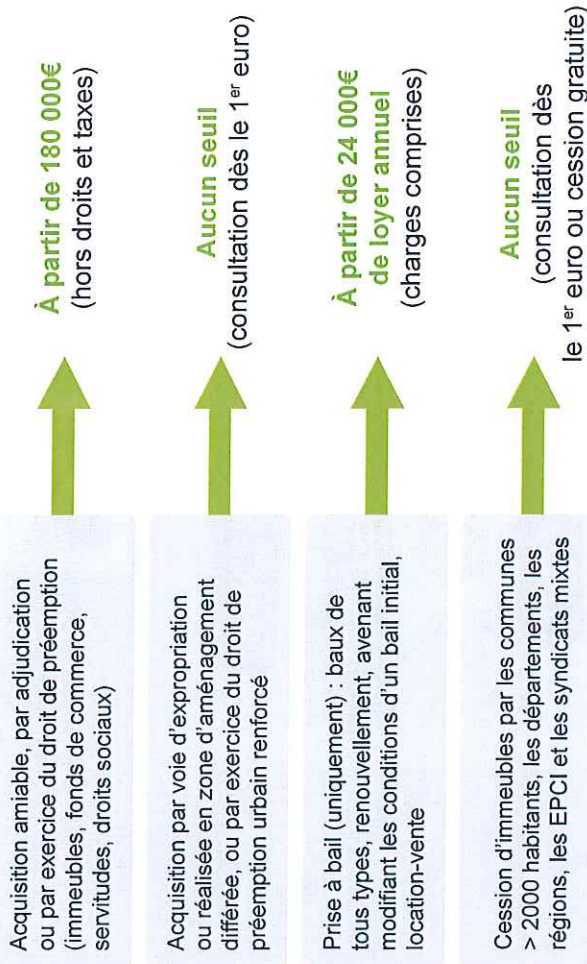 Acquisition amiable, par adjudication
ou par exercice du droit de préemption
(immeubles, fonds de commerce,
servitudes, droits sociaux)
À partir de 180 000€
(hors droits et taxes)
Acquisition par voie d'expropriation
ou réalisée en zone d'aménagement
différée, ou par exercice du droit de
préemption urbain renforcé
Aucun seuil
(consultation dès le 1er euro)
Prise à bail (uniquement) : baux de
tous types, renouvellement, avenant
modifiant les conditions d'un bail initial,
location-vente
À partir de 24 000€
de loyer annuel
(charges comprises)
Cession d'immeubles par les communes
> 2000 habitants, les départements, les
régions, les EPCI et les syndicats mixtes
Aucun seuil
(consultation dès
le 1er euro ou cession gratuite)